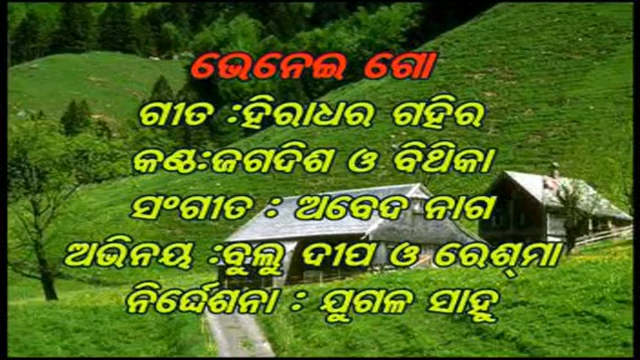 ଭେନେଇ ଗୋ
ଗୀତ :ହିରାଧର ଗହିର
କଣ୍ଠ:ଜଗଦିଶ ଓ ବିଥିକା
ସଂଗୀତ : ଅବେଦ ନାଗ
ଅଭିନୟ :ବୁଲୁ ଦୀପ ଓ ରେଶ୍ମା
ନିର୍ଦ୍ଦେଶନା : ଯୁଗଳ ସାହୁ